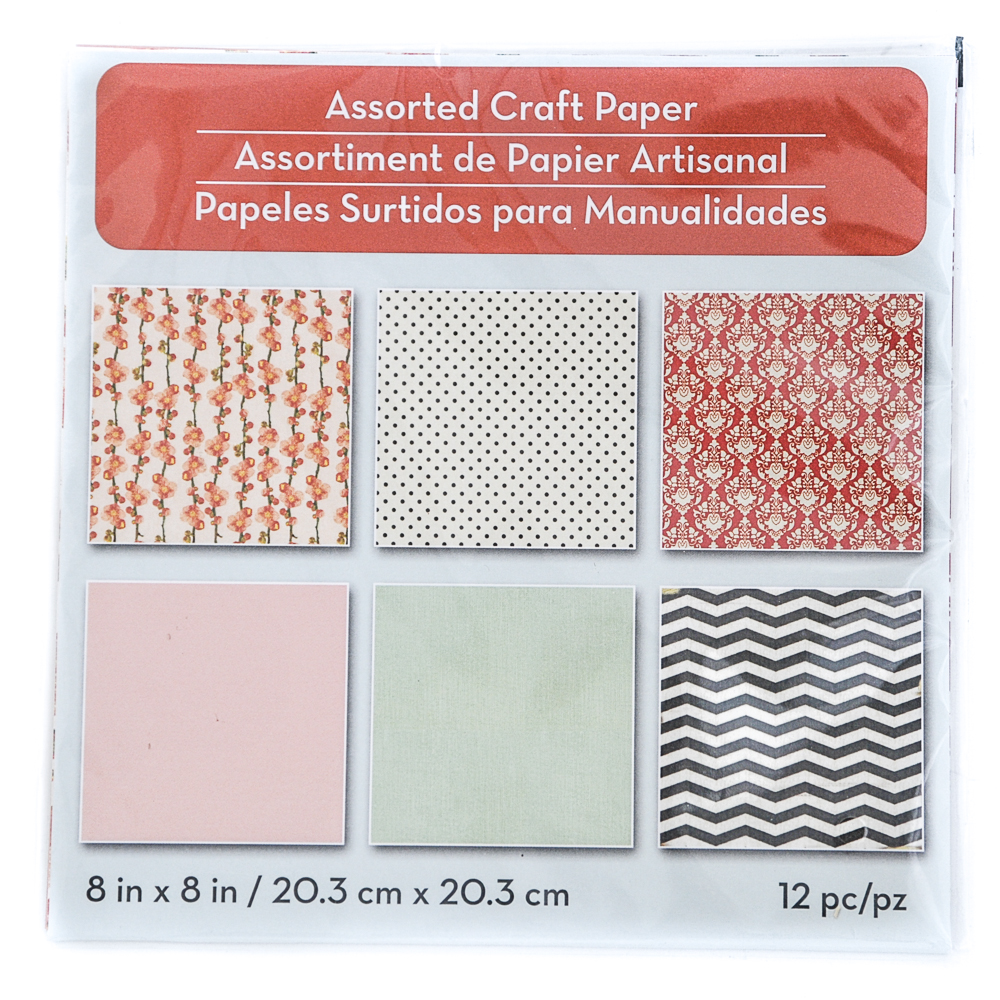 Assorted Craft Paper
Assortiment de Papier Artisanal
Papeles Surtidos para Manualidades
8 in x 8 in / 20.3 cm x 20.3 cm
12 pc/pz